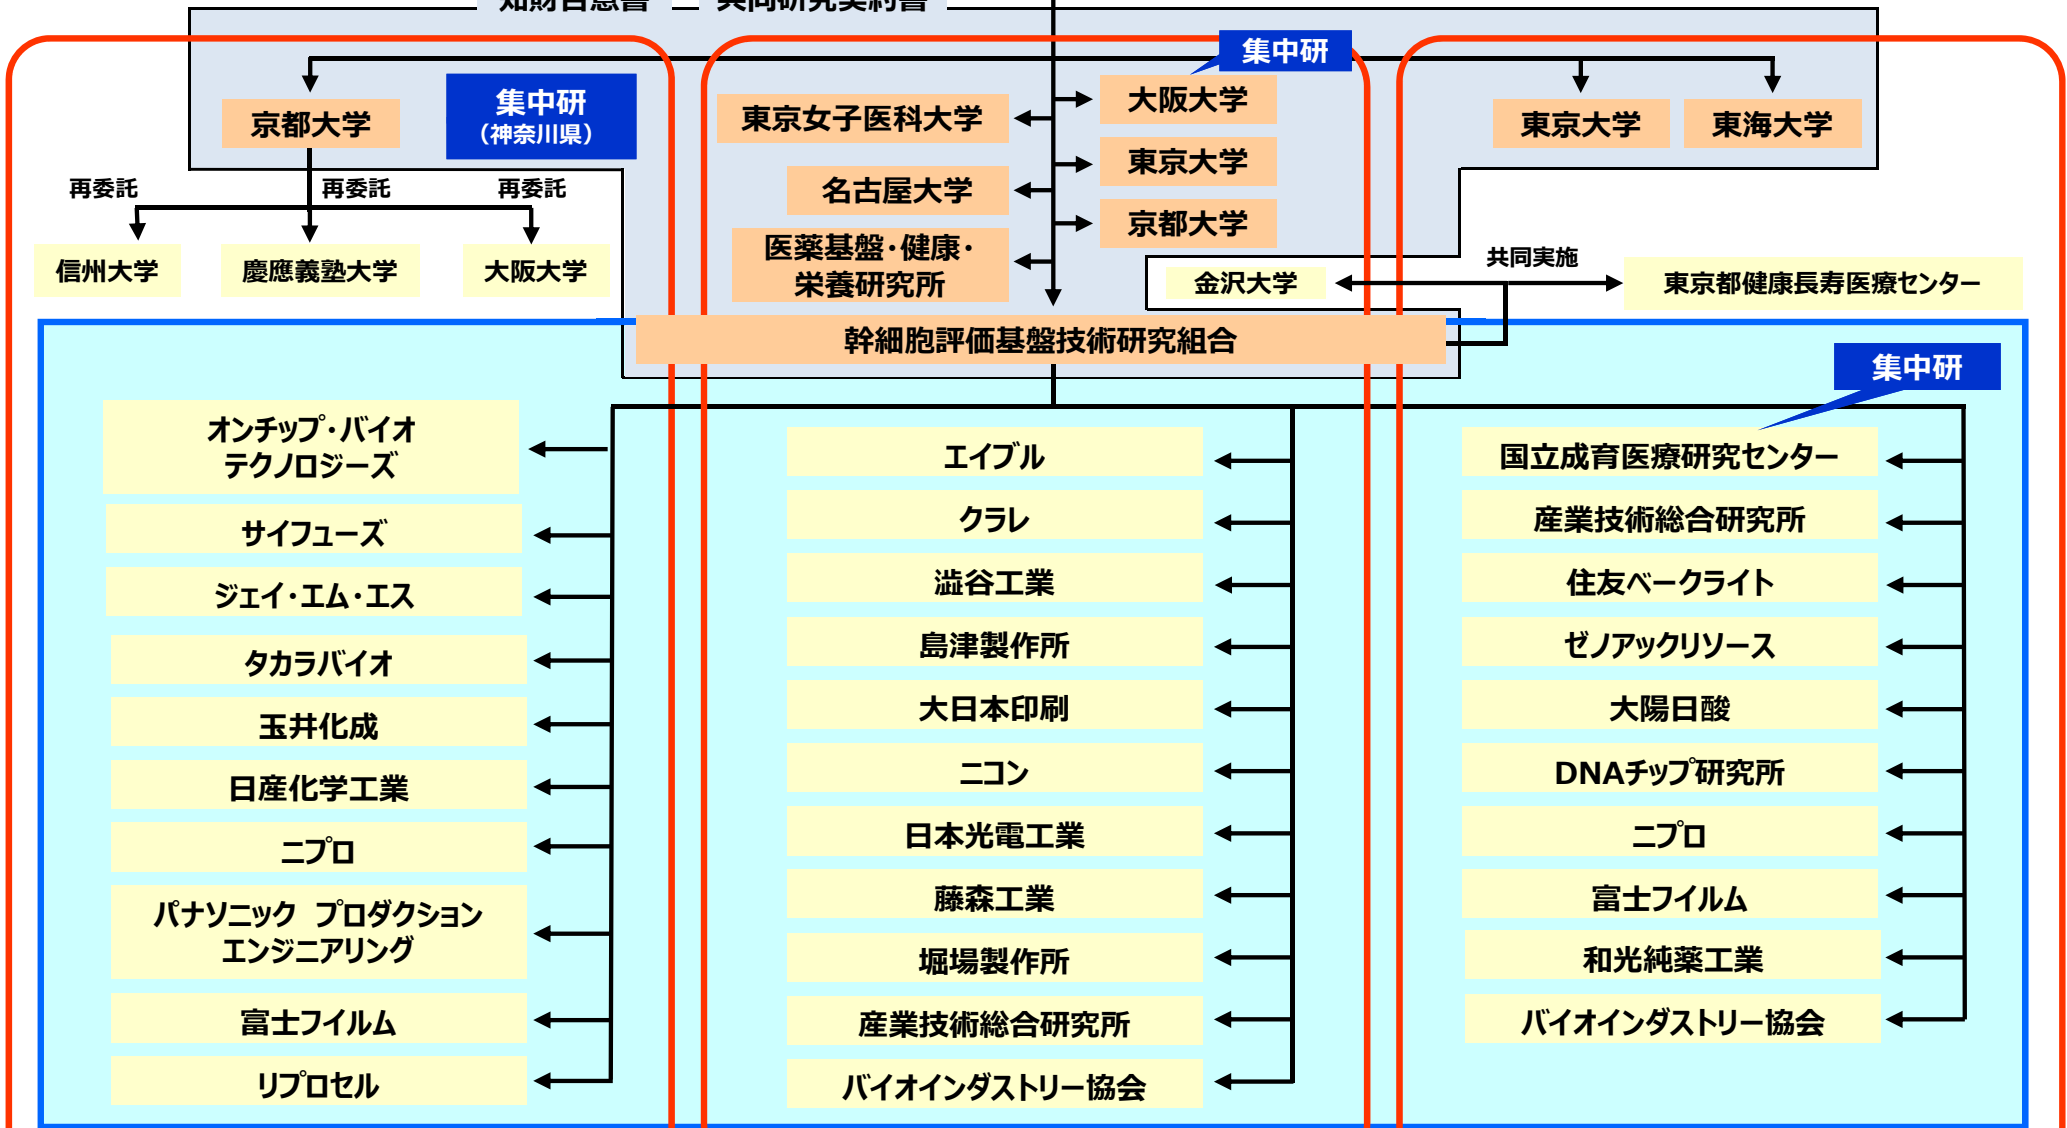 知財合意書
共同研究契約書
集中研
京都大学
集中研
（神奈川県）
東京女子医科大学
大阪大学
東京大学
東海大学
東京大学
名古屋大学
京都大学
再委託
再委託
再委託
信州大学
慶應義塾大学
大阪大学
医薬基盤・健康・
栄養研究所
金沢大学
共同実施
東京都健康長寿医療センター
幹細胞評価基盤技術研究組合
集中研
オンチップ・バイオ
テクノロジーズ
サイフューズ
ジェイ・エム・エス
タカラバイオ
玉井化成
日産化学工業
ニプロ
パナソニック プロダクション
エンジニアリング
富士フイルム
リプロセル
エイブル
クラレ
澁谷工業
島津製作所
大日本印刷
ニコン
日本光電工業
藤森工業
堀場製作所
産業技術総合研究所
バイオインダストリー協会
国立成育医療研究センター
産業技術総合研究所
住友ベークライト
ゼノアックリソース
大陽日酸
DNAチップ研究所
ニプロ
富士フイルム
和光純薬工業
バイオインダストリー協会